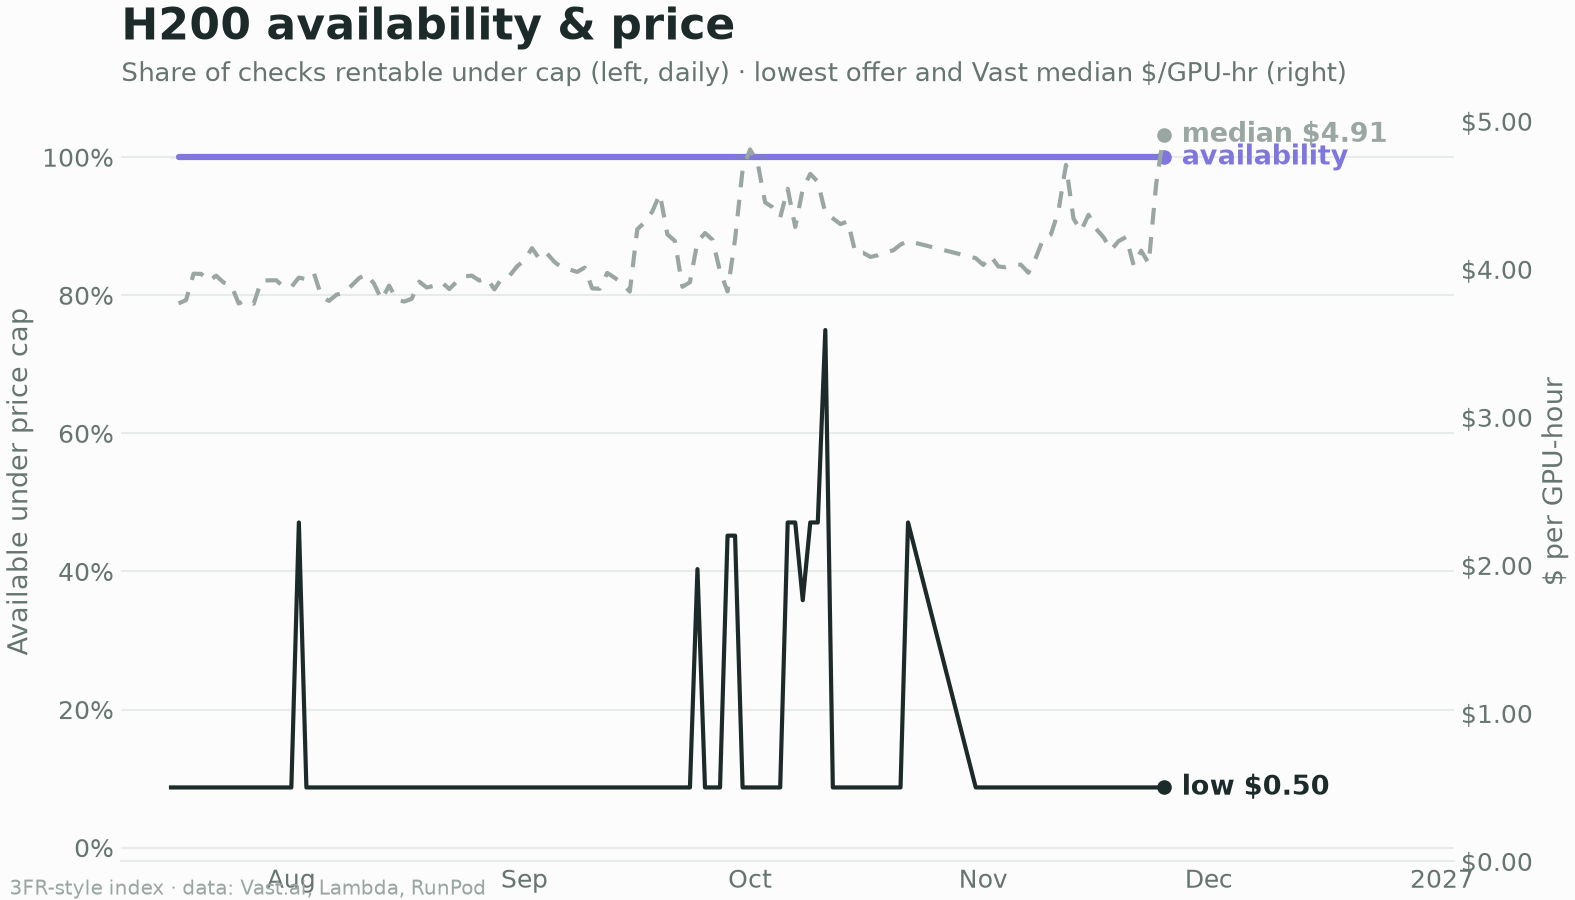 H200 availability & price
Share of checks rentable under cap (left, daily) · lowest offer and Vast median $/GPU-hr (right)
median $4.91
availability
low $0.50
Available under price cap
100%
80%
60%
40%
20%
0%
$5.00
$4.00
$3.00
$2.00
$1.00
$0.00
$ per GPU-hour
Aug
Sep
Oct
Nov
Dec
2027
3FR-style index · data: Vast.ai, Lambda, RunPod